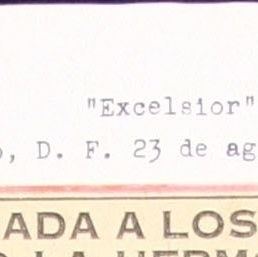 "Excelsior"
, D. F. 23 de ag
ADA A LOS